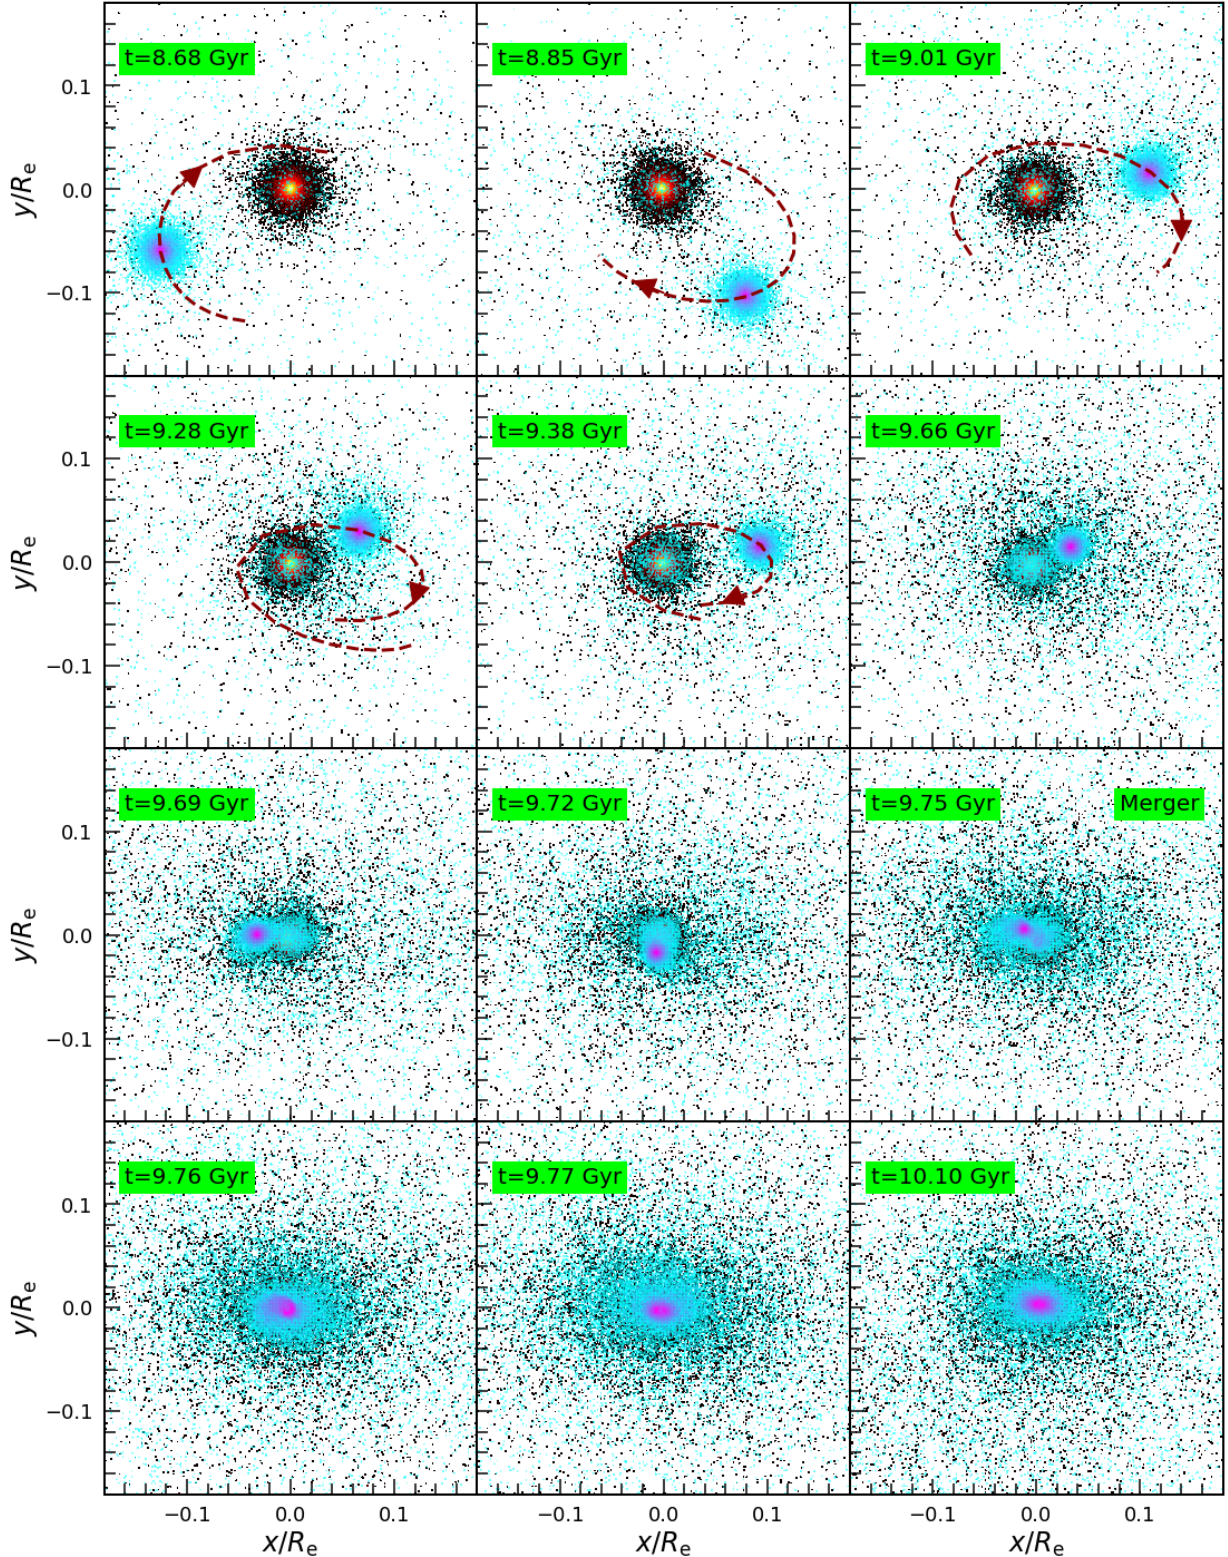 t=8.68 Gyr
t=8.85 Gyr
t=9.01 Gyr
0.1
0.0
−0.1
y/Re
t=9.28 Gyr
t=9.38 Gyr
t=9.66 Gyr
0.1
0.0
−0.1
y/Re
t=9.69 Gyr
t=9.72 Gyr
t=9.75 Gyr
Merger
0.1
0.0
−0.1
y/Re
t=9.76 Gyr
t=9.77 Gyr
t=10.10 Gyr
0.1
0.0
−0.1
y/Re
−0.1 0.0 0.1
−0.1 0.0 0.1
−0.1 0.0 0.1
x/Re
x/Re
x/Re